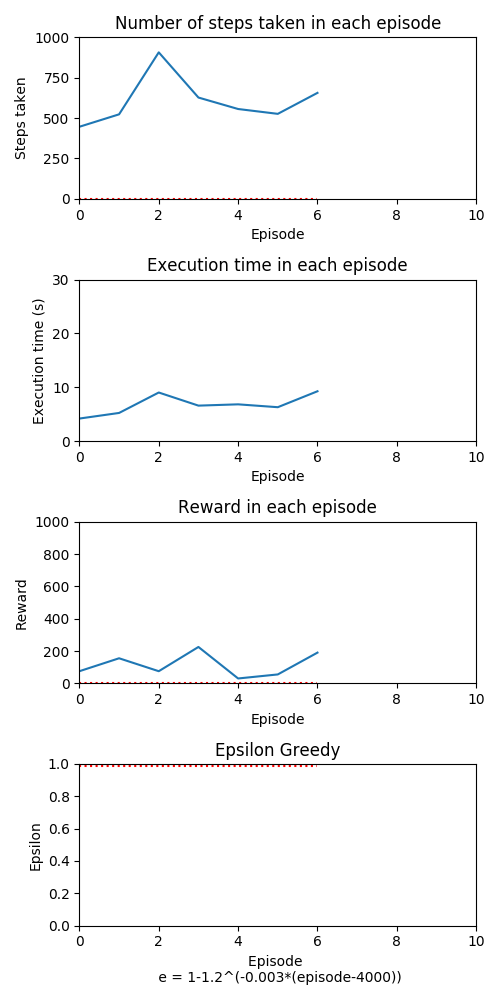 Number of steps taken in each episode
1000
750
500
250
0
Steps taken
0 2 4 6 8 10
Episode
Execution time in each episode
30
20
10
0
Execution time (s)
0 2 4 6 8 10
Episode
Reward in each episode
1000
800
600
400
200
0
Reward
0 2 4 6 8 10
Episode
Epsilon Greedy
1.0
0.8
0.6
0.4
0.2
0.0
Epsilon
0 2 4 6 8 10
Episode
e = 1-1.2^(-0.003*(episode-4000))